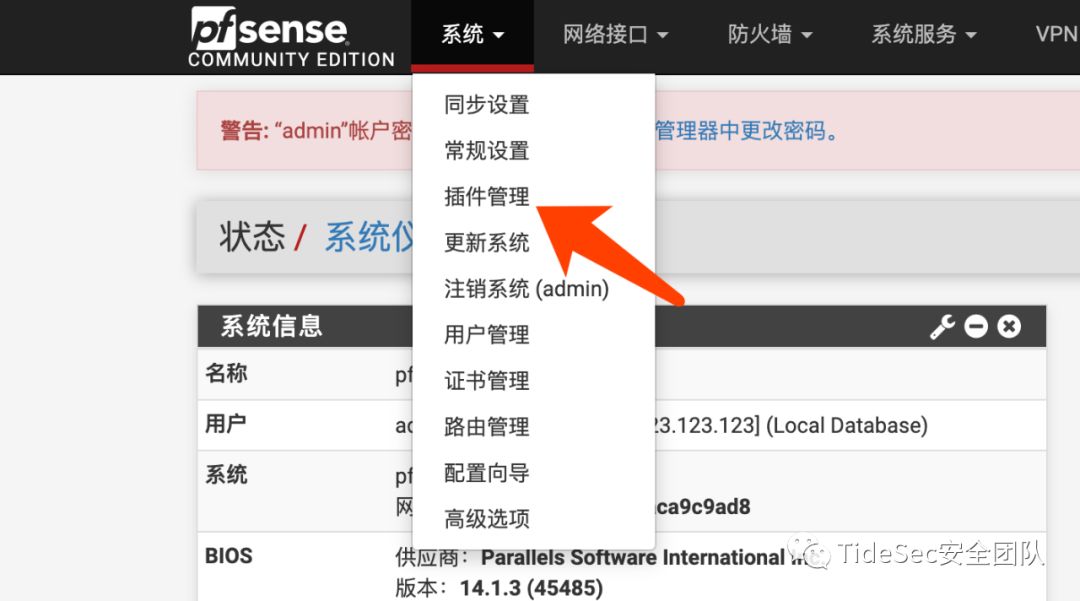 pfsense
COMMUNITY EDITION
系统 网络接口 防火墙 系统服务 VPN
同步设置
警告: “admin”帐户密 管理器中更改密码。
常规设置
插件管理
状态 / 系统仪
更新系统
注销系统 (admin)
系统信息
用户管理
名称 pf
证书管理
用户 ad 23.123.123] (Local Database)
路由管理
系统 pf
配置向导
网 ca9c9ad8
高级选项
BIOS 供应商： Parallels Software International Inc.
版本： 14.1.3 (45485)
TideSec安全团队